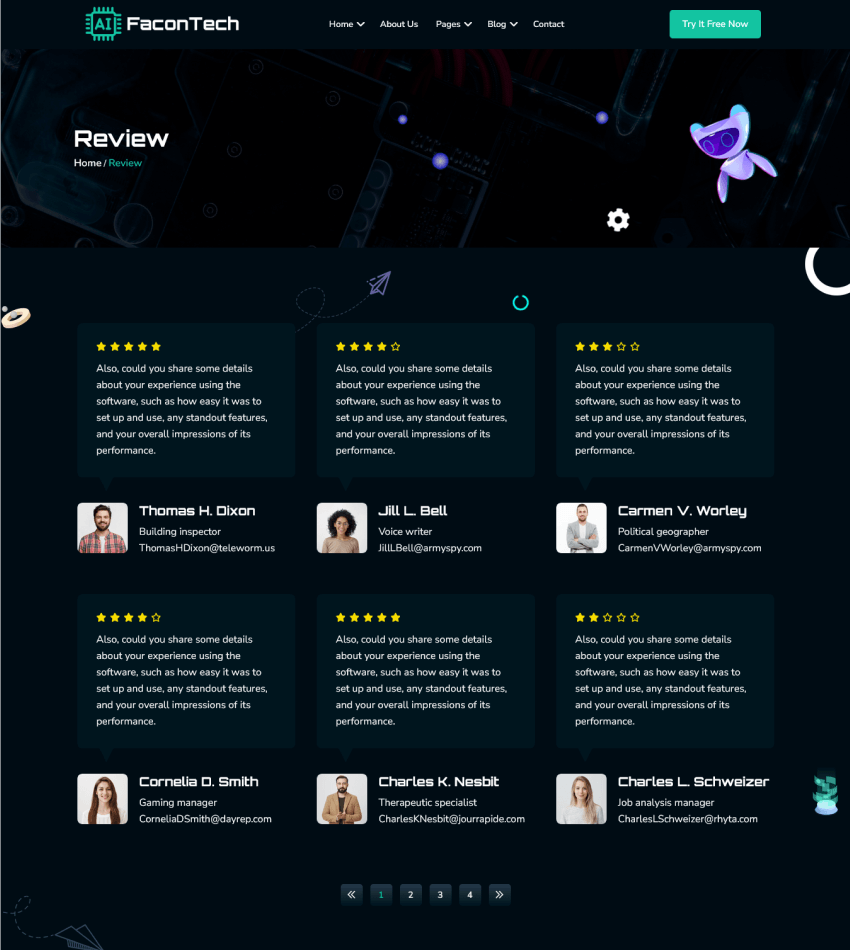 AI FaconTech
Home About Us Pages Blog Contact Try It Free Now
Review
Home / Review
Also, could you share some details
about your experience using the
software, such as how easy it was to
set up and use, any standout features,
and your overall impressions of its
performance.
Thomas H. Dixon
Building inspector
ThomasHDixon@teleworm.us
Also, could you share some details
about your experience using the
software, such as how easy it was to
set up and use, any standout features,
and your overall impressions of its
performance.
Jill L. Bell
Voice writer
JillLBell@armyspy.com
Also, could you share some details
about your experience using the
software, such as how easy it was to
set up and use, any standout features,
and your overall impressions of its
performance.
Carmen V. Worley
Political geographer
CarmenVWorley@armyspy.com
Also, could you share some details
about your experience using the
software, such as how easy it was to
set up and use, any standout features,
and your overall impressions of its
performance.
Cornelia D. Smith
Gaming manager
CorneliaDSmith@dayrep.com
Also, could you share some details
about your experience using the
software, such as how easy it was to
set up and use, any standout features,
and your overall impressions of its
performance.
Charles K. Nesbit
Therapeutic specialist
CharlesKNesbit@jourrapide.com
Also, could you share some details
about your experience using the
software, such as how easy it was to
set up and use, any standout features,
and your overall impressions of its
performance.
Charles L. Schweizer
Job analysis manager
CharlesLSchweizer@rhyta.com
1 2 3 4